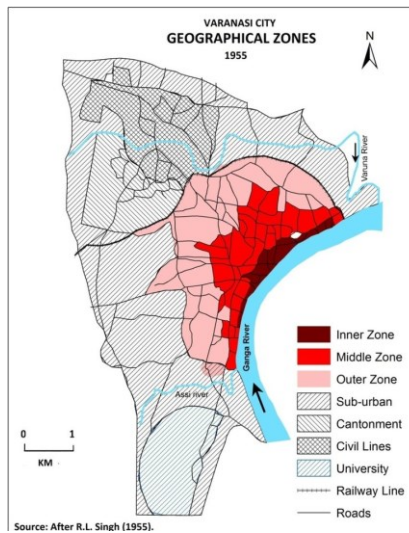 VARANASI CITY
GEOGRAPHICAL ZONES
1955
N
Varuna River
Ganga River
Assi river
Inner Zone
Middle Zone
Outer Zone
Sub-urban
Cantonment
Civil Lines
University
Railway Line
Roads
0 1
KM
Source: After R.L. Singh (1955).